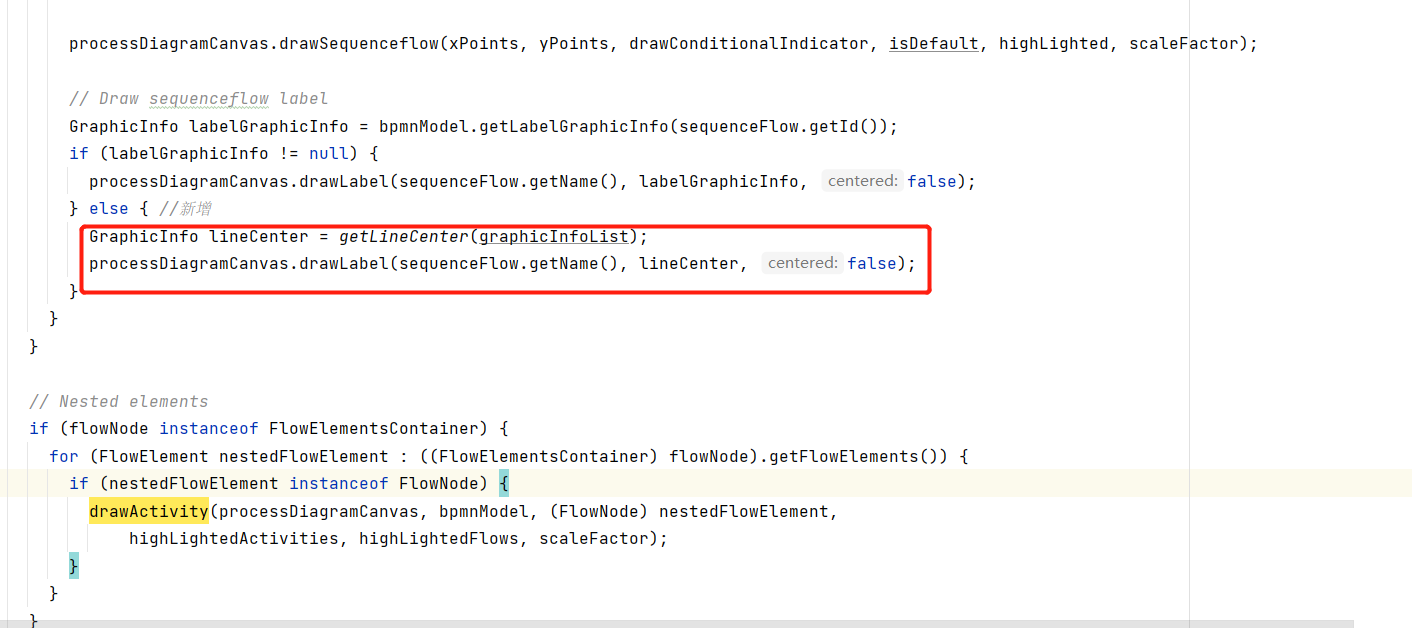 processDiagramCanvas.drawSequenceflow(xPoints, yPoints, drawConditionalIndicator, isDefault, highLighted, scaleFactor);
// Draw sequenceflow label
GraphicInfo labelGraphicInfo = bpmnModel.getLabelGraphicInfo(sequenceFlow.getId());
if (labelGraphicInfo != null) {
processDiagramCanvas.drawLabel(sequenceFlow.getName(), labelGraphicInfo, centered: false);
} else { //新增
GraphicInfo lineCenter = getLineCenter(graphicInfoList);
processDiagramCanvas.drawLabel(sequenceFlow.getName(), lineCenter, centered: false);
}
}
}
// Nested elements
if (flowNode instanceof FlowElementsContainer) {
for (FlowElement nestedFlowElement : ((FlowElementsContainer) flowNode).getFlowElements()) {
if (nestedFlowElement instanceof FlowNode) {
drawActivity(processDiagramCanvas, bpmnModel, (FlowNode) nestedFlowElement,
highLightedActivities, highLightedFlows, scaleFactor);
}
}
}